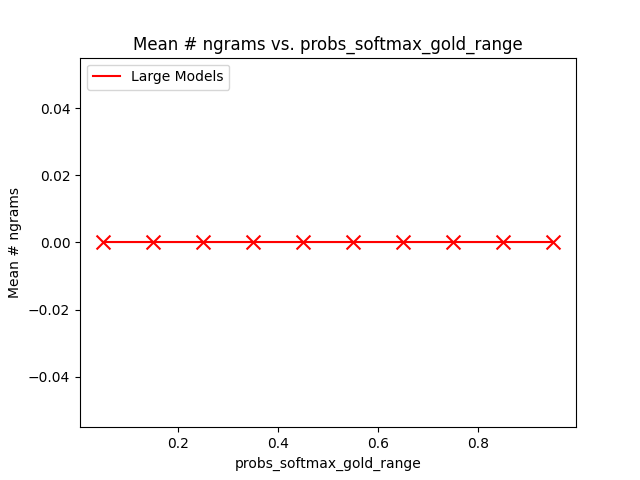 Mean # ngrams vs. probs_softmax_gold_range
Large Models
Mean # ngrams
0.04
0.02
0.00
−0.02
−0.04
0.2 0.4 0.6 0.8
probs_softmax_gold_range